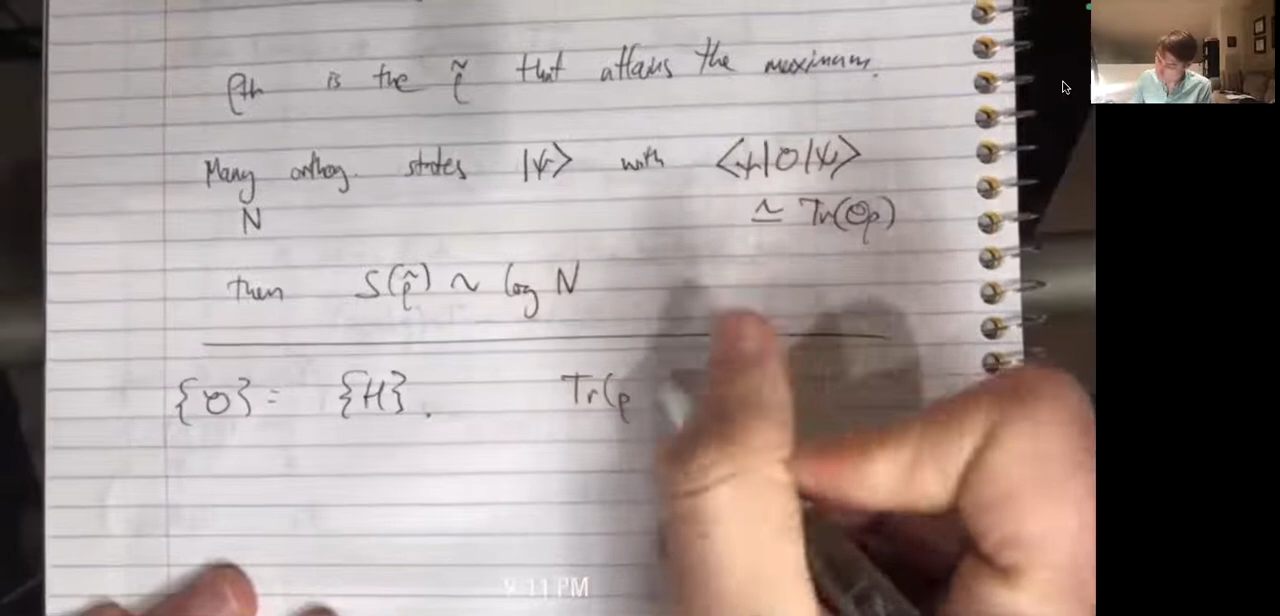 ρth is the ρ̃ that attains the maximum.
Many orthog. states |ψ⟩ with ⟨ψ|O|ψ⟩
N ≃ Tr(Oρ)
then S(ρ̃) ~ log N
{O} = {H}. Tr(ρ
9:11 PM